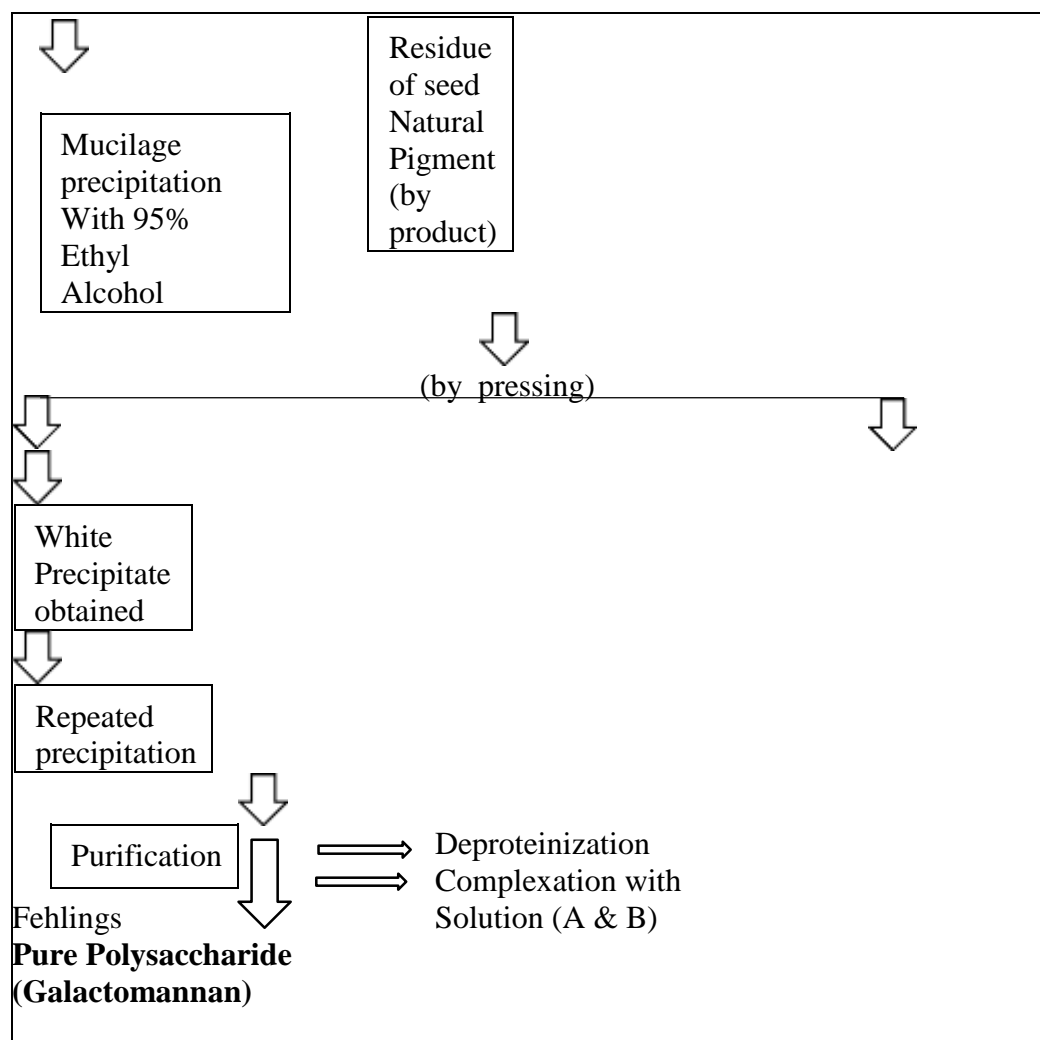 Residue
of seed
Natural
Pigment
(by
product)
Mucilage
precipitation
With 95%
Ethyl
Alcohol
(by pressing)
White
Precipitate
obtained
Repeated
precipitation
Purification
Deproteinization
Complexation with
Fehlings
Solution (A & B)
Pure Polysaccharide
(Galactomannan)